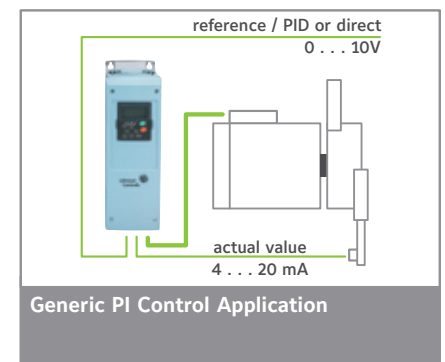 reference / PID or direct
0 . . . 10V
actual value
4 . . . 20 mA
Generic PI Control Application